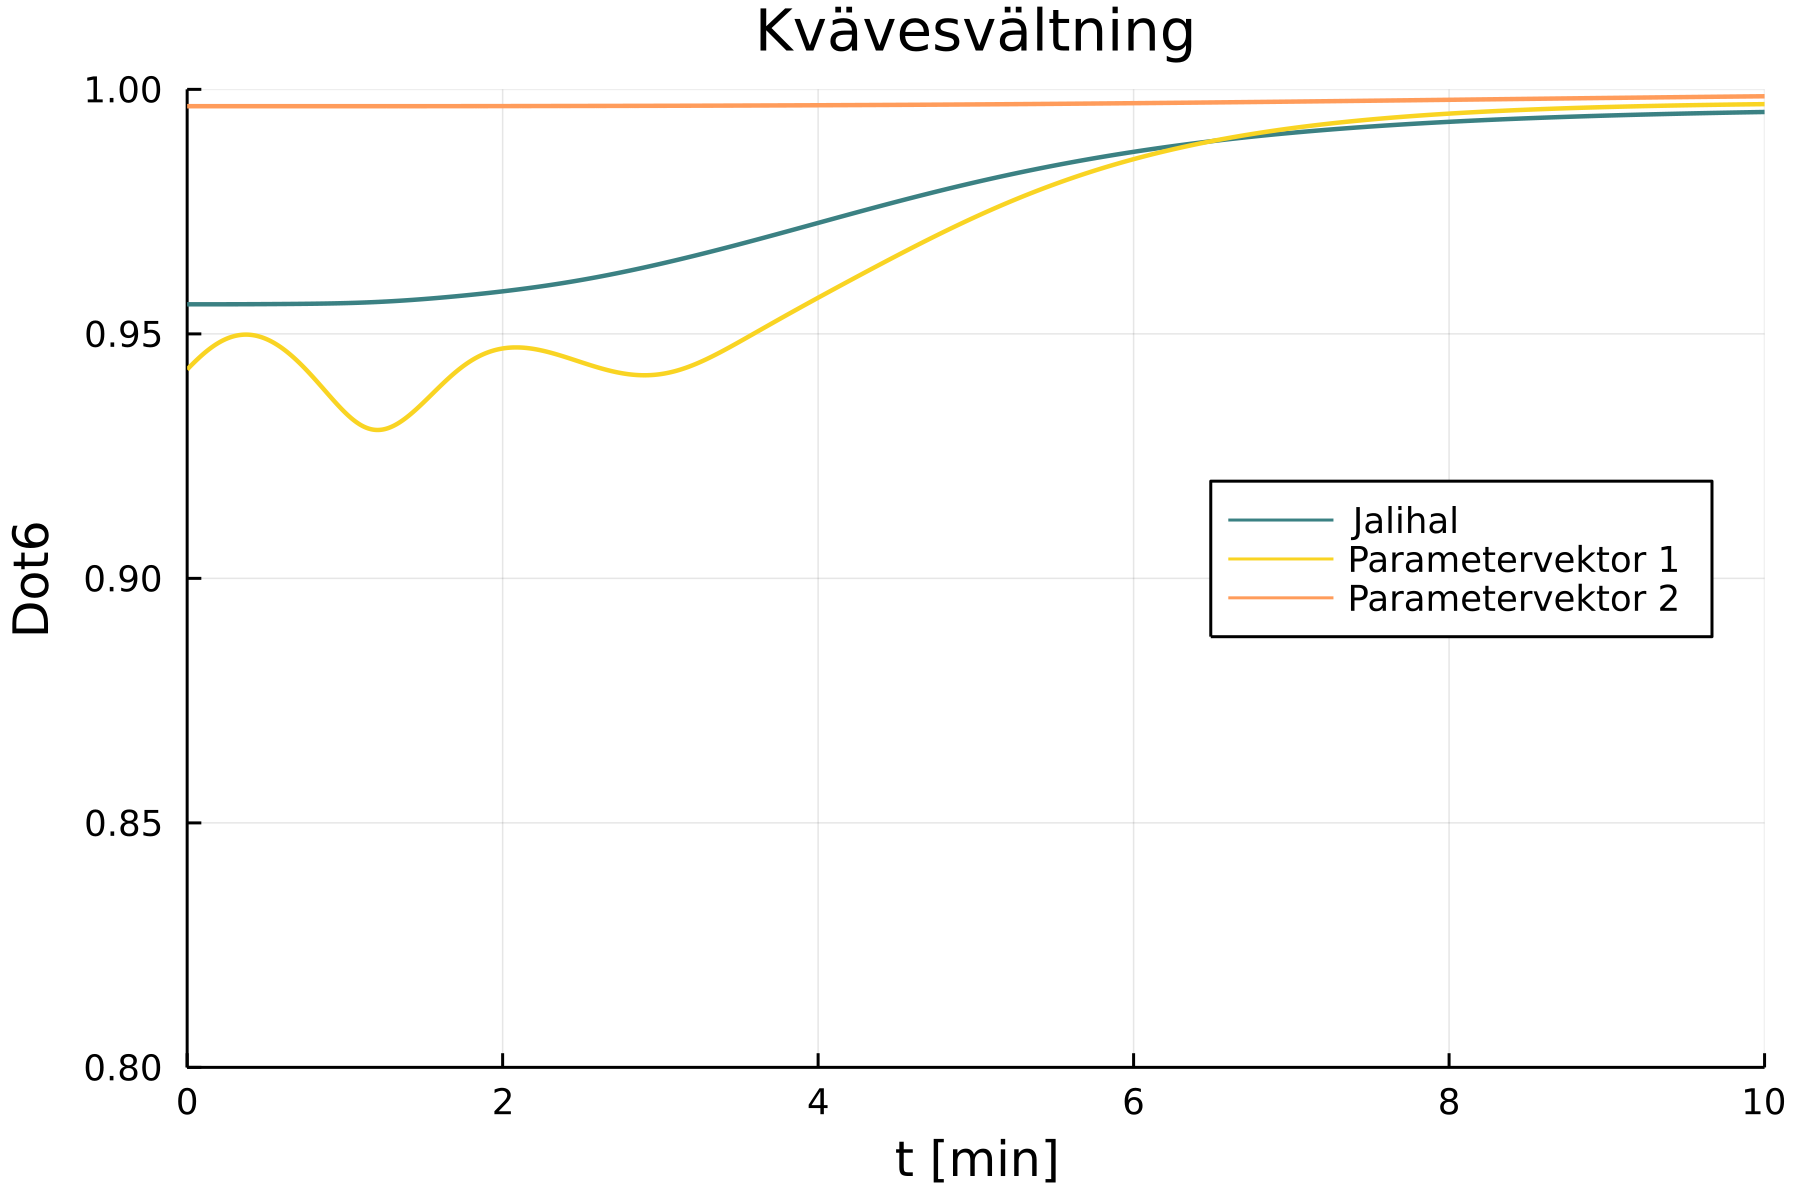 Kvävesvältning
1.00
0.95
0.90
0.85
0.80
Dot6
Jalihal
Parametervektor 1
Parametervektor 2
0 2 4 6 8 10
t [min]